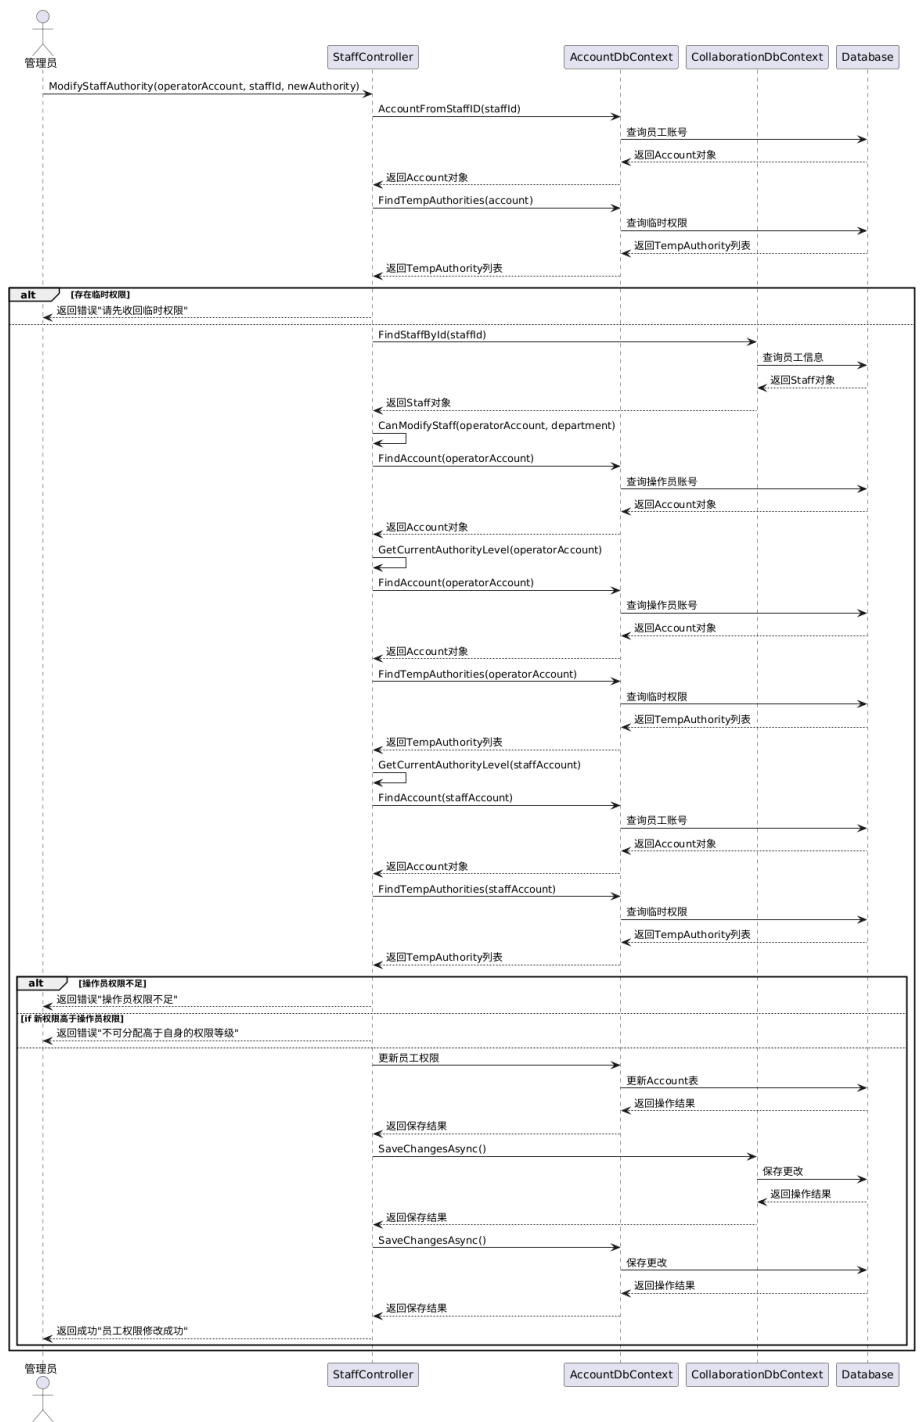 管理员
StaffController
AccountDbContext
CollaborationDbContext
Database
ModifyStaffAuthority(operatorAccount, staffId, newAuthority)
AccountFromStaffID(staffId)
查询员工账号
返回Account对象
返回Account对象
FindTempAuthorities(account)
查询临时权限
返回TempAuthority列表
返回TempAuthority列表
alt [存在临时权限]
返回错误"请先收回临时权限"
FindStaffById(staffId)
查询员工信息
返回Staff对象
返回Staff对象
CanModifyStaff(operatorAccount, department)
FindAccount(operatorAccount)
查询操作员账号
返回Account对象
返回Account对象
GetCurrentAuthorityLevel(operatorAccount)
FindAccount(operatorAccount)
查询操作员账号
返回Account对象
返回Account对象
FindTempAuthorities(operatorAccount)
查询临时权限
返回TempAuthority列表
返回TempAuthority列表
GetCurrentAuthorityLevel(staffAccount)
FindAccount(staffAccount)
查询员工账号
返回Account对象
返回Account对象
FindTempAuthorities(staffAccount)
查询临时权限
返回TempAuthority列表
返回TempAuthority列表
alt [操作员权限不足]
返回错误"操作员权限不足"
[if 新权限高于操作员权限]
返回错误"不可分配高于自身的权限等级"
更新员工权限
更新Account表
返回操作结果
返回保存结果
SaveChangesAsync()
保存更改
返回操作结果
返回保存结果
SaveChangesAsync()
保存更改
返回操作结果
返回保存结果
返回成功"员工权限修改成功"
管理员
StaffController
AccountDbContext
CollaborationDbContext
Database